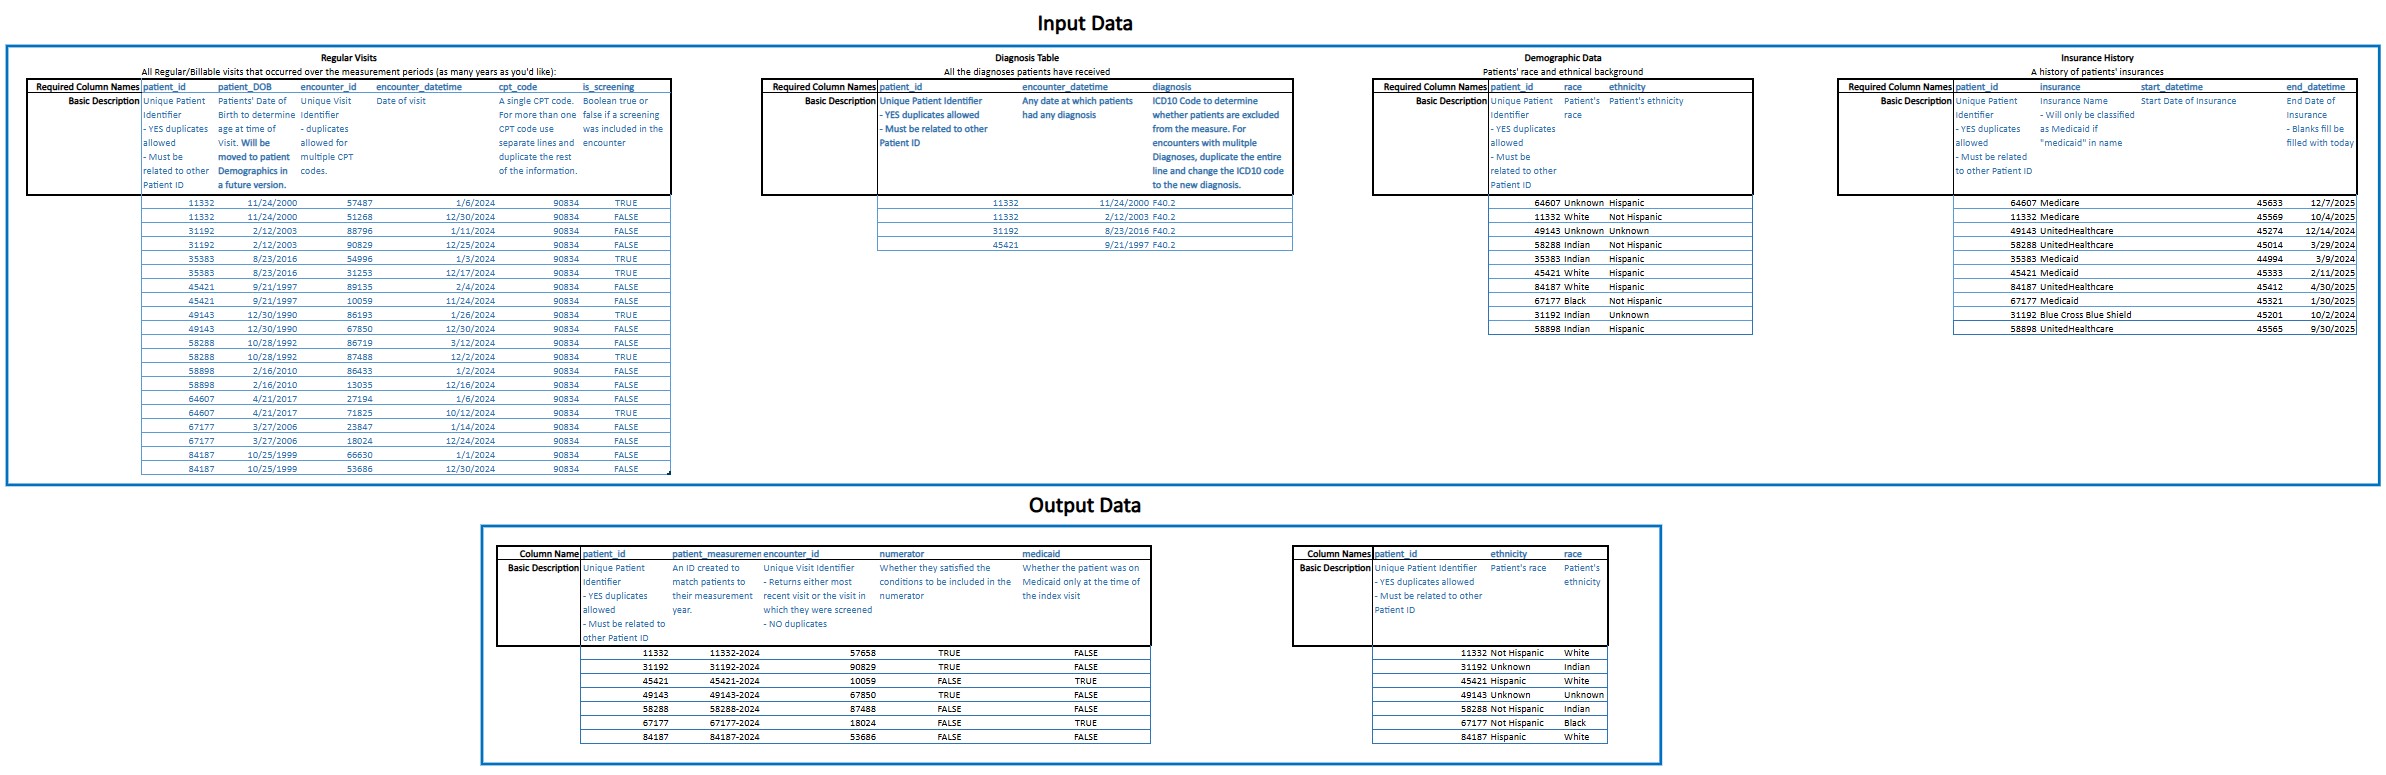 Input Data
Regular Visits
All Regular/Billable visits that occurred over the measurement periods (as many years as you'd like):
Required Column Names patient_id patient_DOB encounter_id encounter_datetime cpt_code is_screening
Basic Description Unique Patient Patients' Date of Unique Visit Date of visit A single CPT code. Boolean true or
Identifier Birth to determine Identifier For more than one false if a screening
- YES duplicates age at time of - duplicates CPT code use was included in the
allowed Visit. Will be allowed for separate lines and encounter
- Must be moved to patient multiple CPT duplicate the rest
related to other Demographics in codes. of the information.
Patient ID a future version.
11332 11/24/2000 57487 1/6/2024 90834 TRUE
11332 11/24/2000 51268 12/30/2024 90834 FALSE
31192 2/12/2003 88796 1/11/2024 90834 FALSE
31192 2/12/2003 90829 12/25/2024 90834 FALSE
35383 8/23/2016 54996 1/3/2024 90834 TRUE
35383 8/23/2016 31253 12/17/2024 90834 TRUE
45421 9/21/1997 89135 2/4/2024 90834 FALSE
45421 9/21/1997 10059 11/24/2024 90834 FALSE
49143 12/30/1990 86193 1/26/2024 90834 TRUE
49143 12/30/1990 67850 12/30/2024 90834 FALSE
58288 10/28/1992 86719 3/12/2024 90834 FALSE
58288 10/28/1992 87488 12/2/2024 90834 TRUE
58898 2/16/2010 86433 1/2/2024 90834 FALSE
58898 2/16/2010 13035 12/16/2024 90834 FALSE
64607 4/21/2017 27194 1/6/2024 90834 FALSE
64607 4/21/2017 71825 10/12/2024 90834 TRUE
67177 3/27/2006 23847 1/14/2024 90834 FALSE
67177 3/27/2006 18024 12/24/2024 90834 FALSE
84187 10/25/1999 66630 1/1/2024 90834 FALSE
84187 10/25/1999 53686 12/30/2024 90834 FALSE
Diagnosis Table
All the diagnoses patients have received
Required Column Names patient_id encounter_datetime diagnosis
Basic Description Unique Patient Identifier Any date at which patients ICD10 Code to determine
- YES duplicates allowed had any diagnosis whether patients are excluded
- Must be related to other from the measure. For
Patient ID encounters with mulitple
Diagnoses, duplicate the entire
line and change the ICD10 code
to the new diagnosis.
11332 11/24/2000 F40.2
11332 2/12/2003 F40.2
31192 8/23/2016 F40.2
45421 9/21/1997 F40.2
Demographic Data
Patients' race and ethnical background
Required Column Names patient_id race ethnicity
Basic Description Unique Patient Patient's Patient's ethnicity
Identifier race
- YES duplicates
allowed
- Must be
related to other
Patient ID
64607 Unknown Hispanic
11332 White Not Hispanic
49143 Unknown Unknown
58288 Indian Not Hispanic
35383 Indian Hispanic
45421 White Hispanic
84187 White Hispanic
67177 Black Not Hispanic
31192 Indian Unknown
58898 Indian Hispanic
Insurance History
A history of patients' insurances
Required Column Names patient_id insurance start_datetime end_datetime
Basic Description Unique Patient Insurance Name Start Date of Insurance End Date of
Identifier - Will only be classified Insurance
- YES duplicates as Medicaid if - Blanks fill be
allowed "medicaid" in name filled with today
- Must be related
to other Patient ID
64607 Medicare 45633 12/7/2025
11332 Medicare 45569 10/4/2025
49143 UnitedHealthcare 45274 12/14/2024
58288 UnitedHealthcare 45014 3/29/2024
35383 Medicaid 44994 3/9/2024
45421 Medicaid 45333 2/11/2025
84187 UnitedHealthcare 45412 4/30/2025
67177 Medicaid 45321 1/30/2025
31192 Blue Cross Blue Shield 45201 10/2/2024
58898 UnitedHealthcare 45565 9/30/2025
Output Data
Column Name patient_id patient_measuremen encounter_id numerator medicaid
Basic Description Unique Patient An ID created to Unique Visit Identifier Whether they satisfied the Whether the patient was on
Identifier match patients to - Returns either most conditions to be included in the Medicaid only at the time of
- YES duplicates their measurement recent visit or the visit in numerator the index visit
allowed year. which they were screened
- Must be related to - NO duplicates
other Patient ID
11332 11332-2024 57658 TRUE FALSE
31192 31192-2024 90829 TRUE FALSE
45421 45421-2024 10059 FALSE TRUE
49143 49143-2024 67850 TRUE FALSE
58288 58288-2024 87488 FALSE FALSE
67177 67177-2024 18024 FALSE TRUE
84187 84187-2024 53686 FALSE FALSE
Column Names patient_id ethnicity race
Basic Description Unique Patient Identifier Patient's race Patient's
- YES duplicates allowed ethnicity
- Must be related to other
Patient ID
11332 Not Hispanic White
31192 Unknown Indian
45421 Hispanic White
49143 Unknown Unknown
58288 Not Hispanic Indian
67177 Not Hispanic Black
84187 Hispanic White